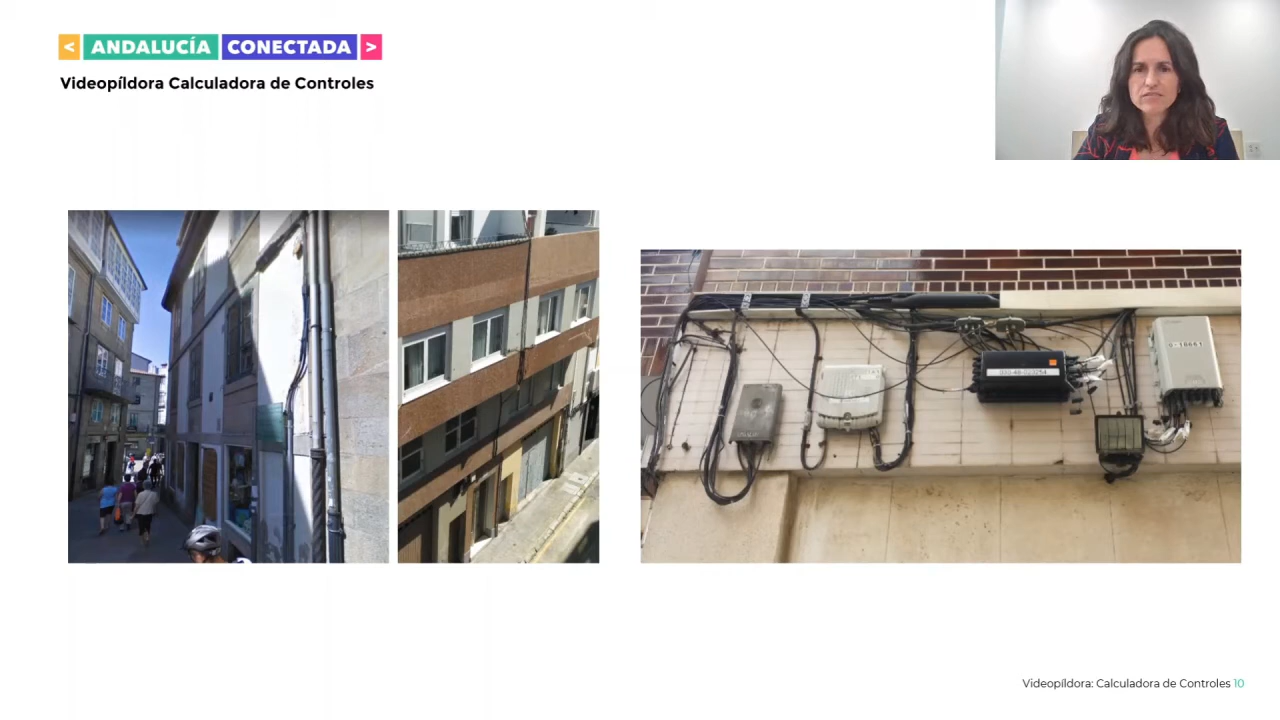 < ANDALUCÍA CONECTADA >
Videopíldora Calculadora de Controles
Videopíldora: Calculadora de Controles 10